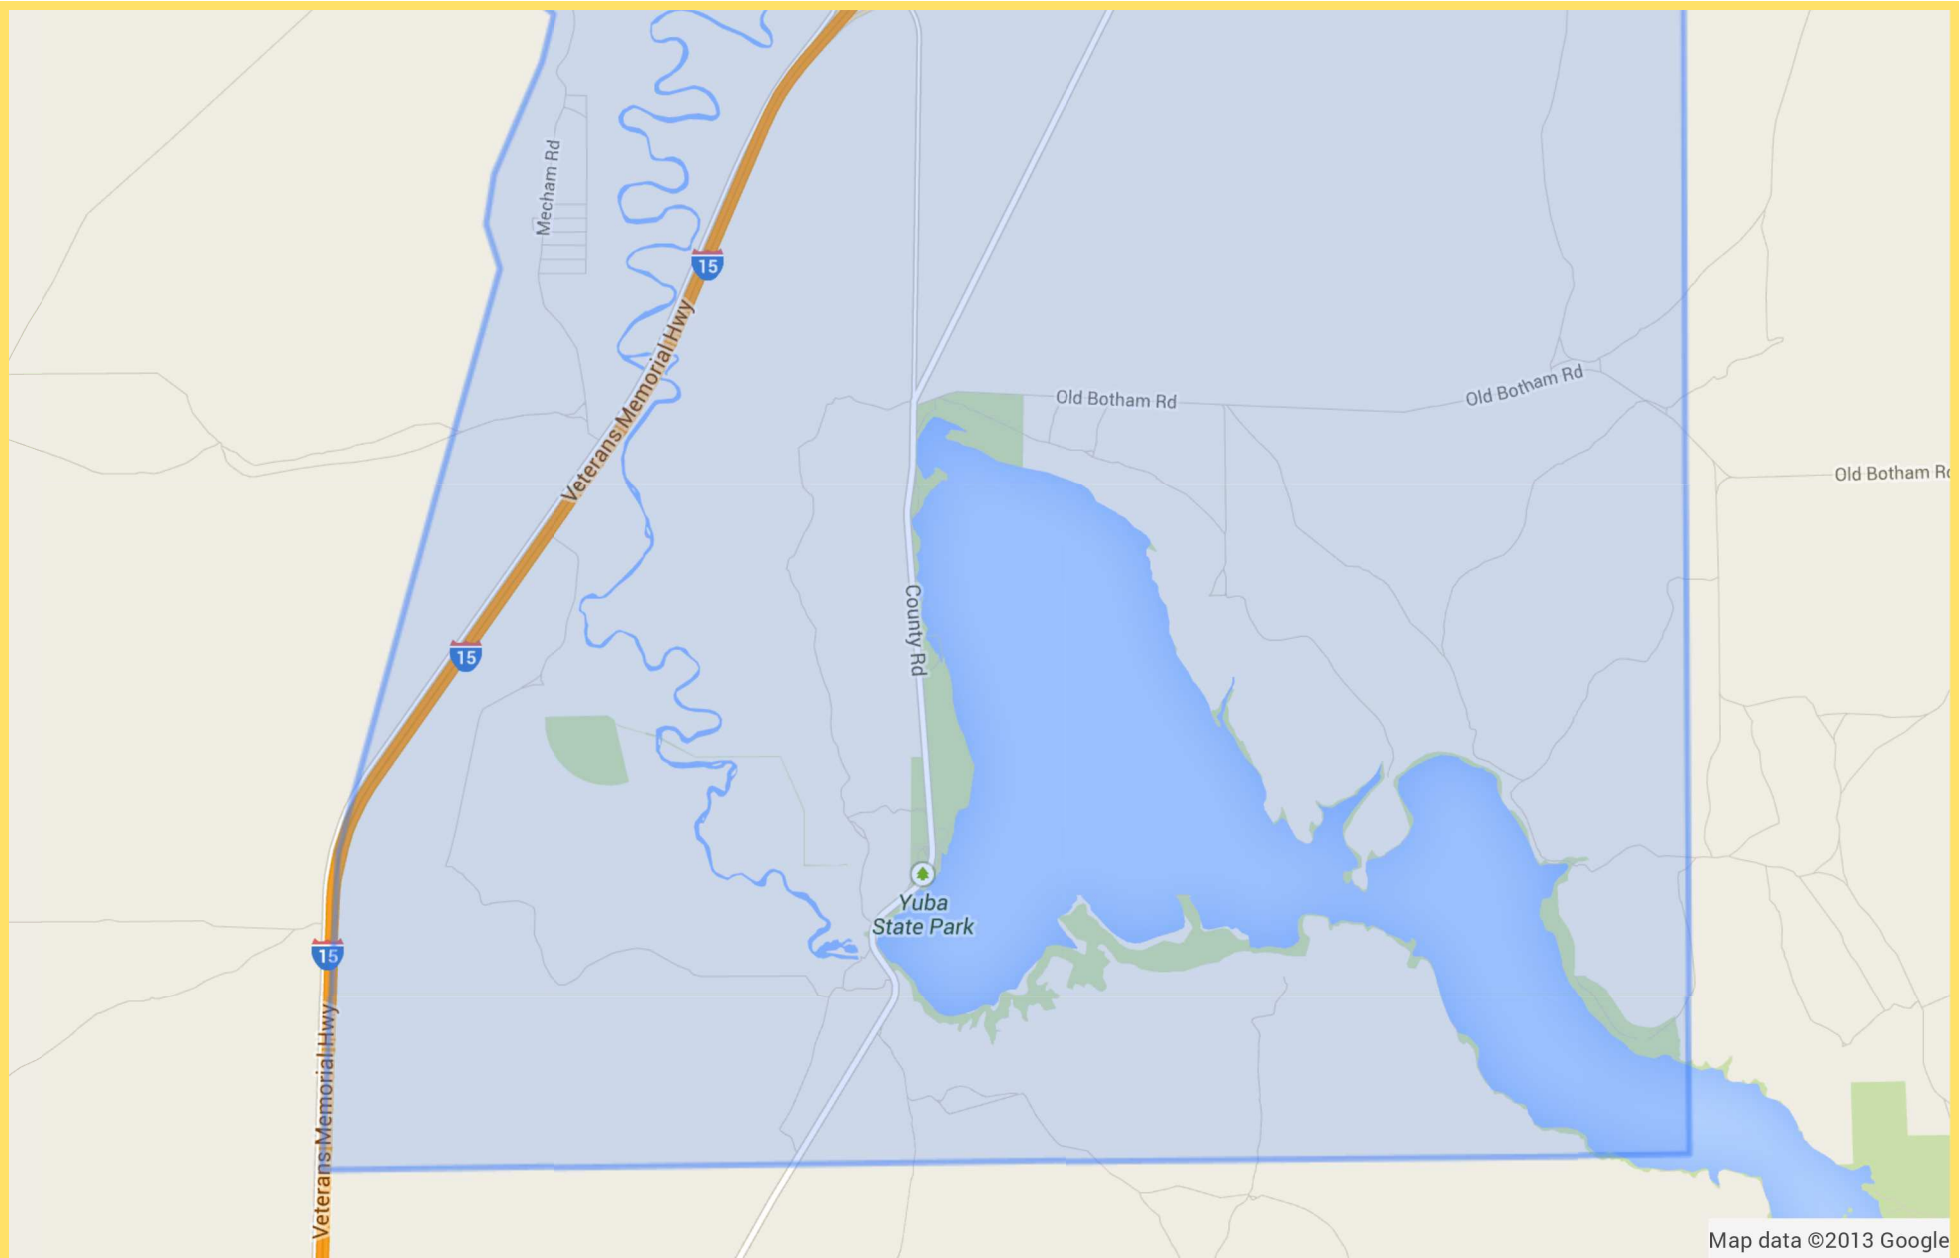 Mecham Rd
15
Veterans Memorial Hwy
Old Botham Rd
Old Botham Rd
Old Botham Rd
County Rd
15
Yuba
State Park
15
Veterans Memorial Hwy
Map data ©2013 Google